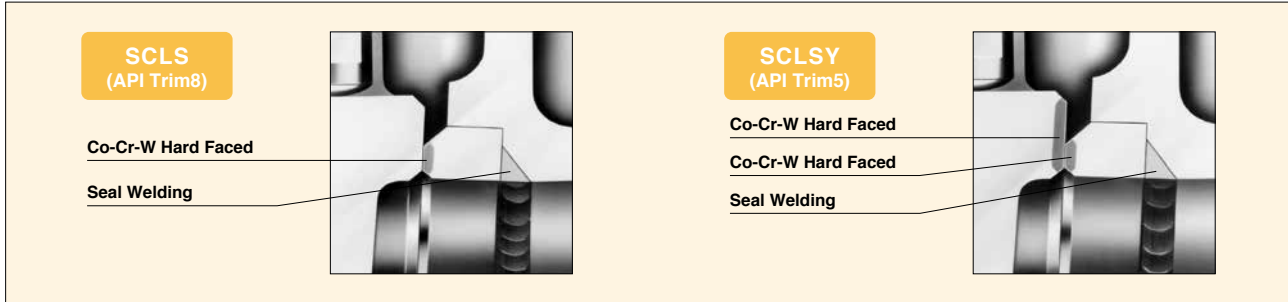 SCLS
(API Trim8)
Co-Cr-W Hard Faced
Seal Welding
SCLSY
(API Trim5)
Co-Cr-W Hard Faced
Co-Cr-W Hard Faced
Seal Welding